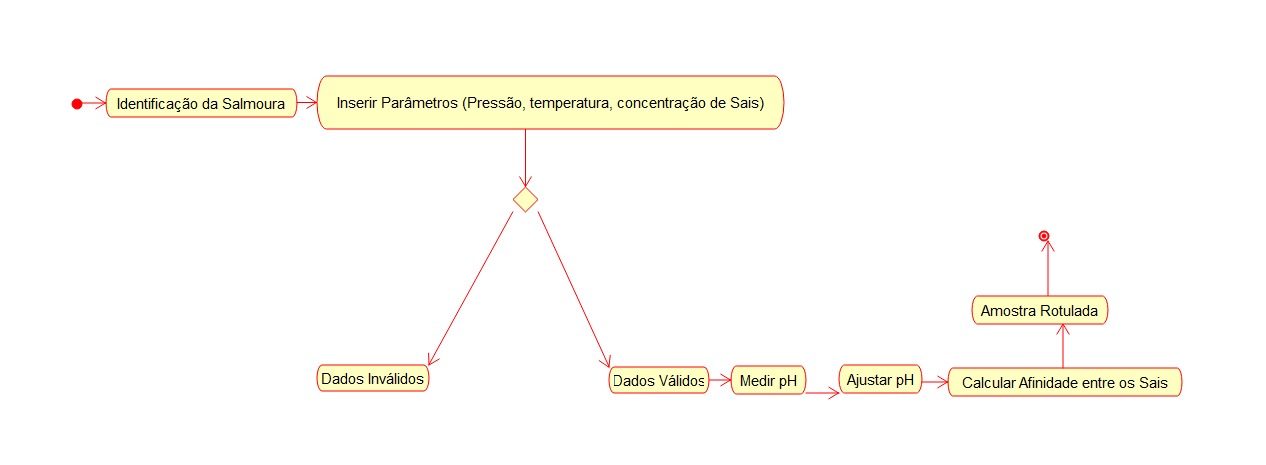 Identificação da Salmoura
Inserir Parâmetros (Pressão, temperatura, concentração de Sais)
Dados Inválidos
Dados Válidos
Medir pH
Ajustar pH
Calcular Afinidade entre os Sais
Amostra Rotulada